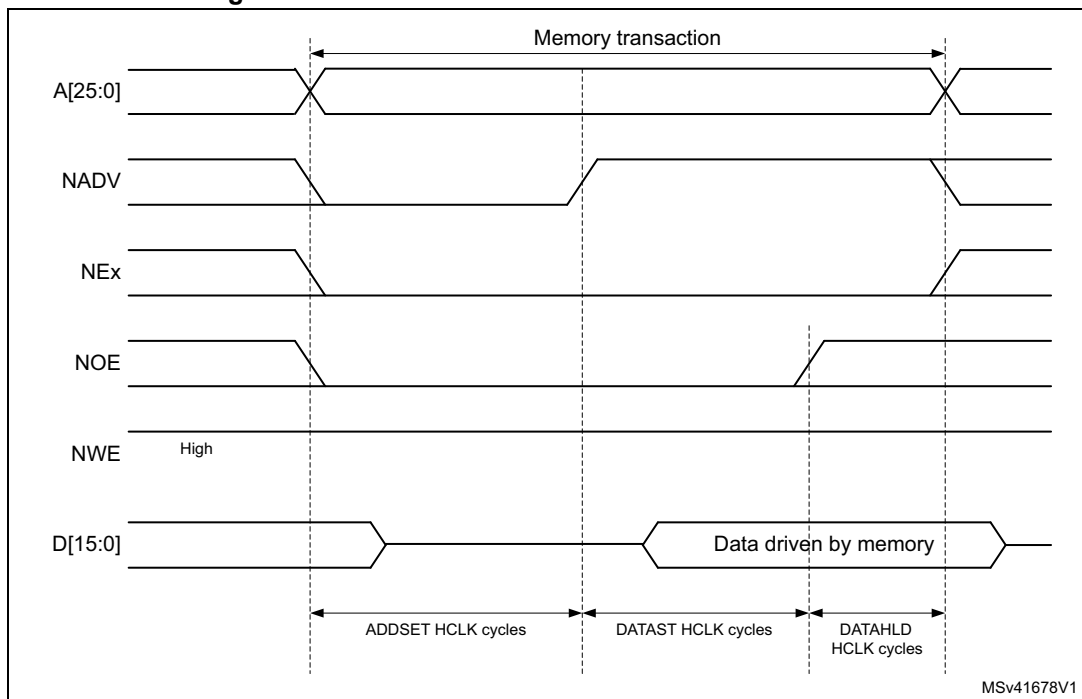 Memory transaction
A[25:0]
NADV
NEx
NOE
NWE
High
D[15:0]
Data driven by memory
ADDSET HCLK cycles
DATAST HCLK cycles
DATAHLD
HCLK cycles
MSv41678V1